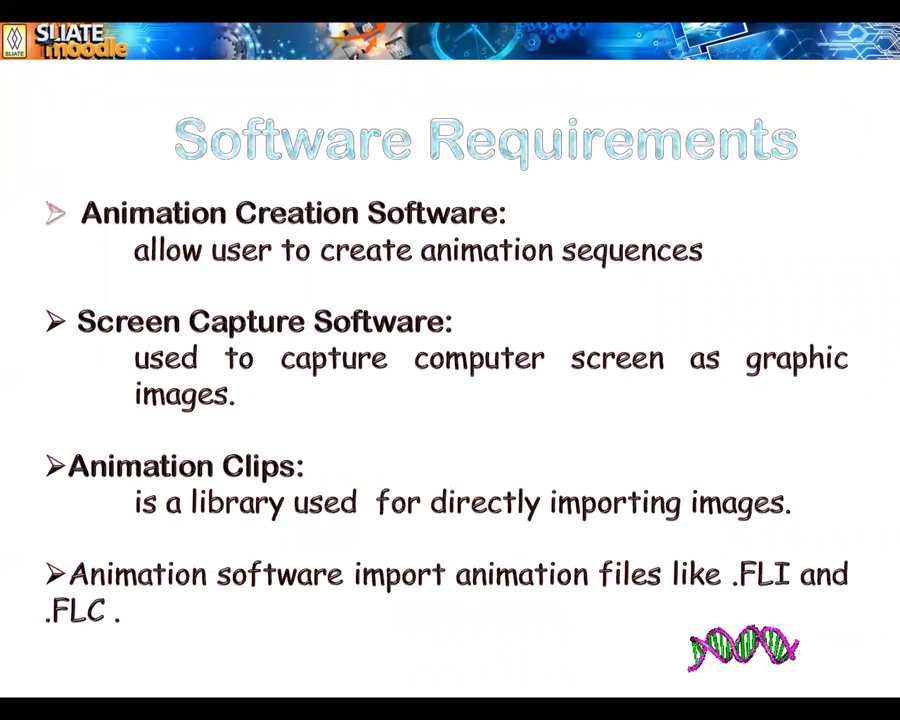 SLIATE
moodle
SLIATE
Software Requirements
➢ Animation Creation Software:
allow user to create animation sequences
➢ Screen Capture Software:
used to capture computer screen as graphic
images.
➢Animation Clips:
is a library used for directly importing images.
➢Animation software import animation files like .FLI and
.FLC .